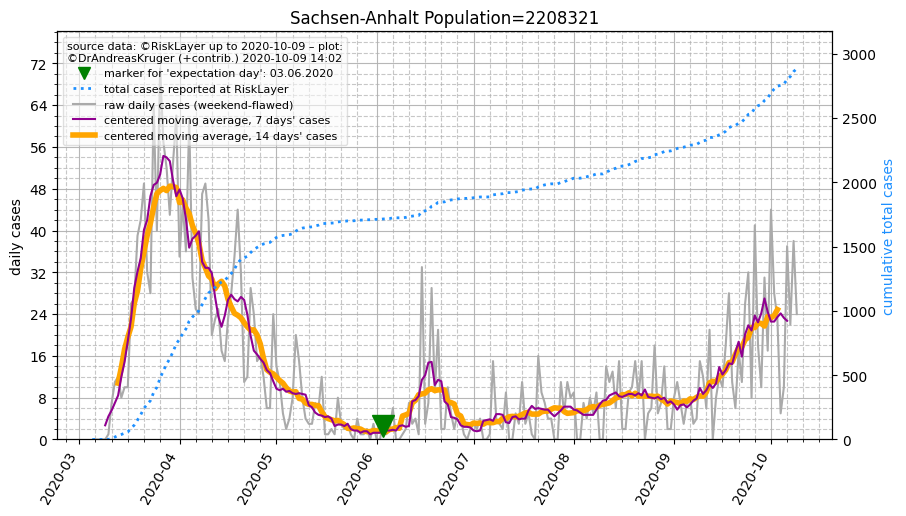 Sachsen-Anhalt Population=2208321
source data: ©RiskLayer up to 2020-10-09 – plot:
©DrAndreasKruger (+contrib.) 2020-10-09 14:02
marker for 'expectation day': 03.06.2020
total cases reported at RiskLayer
raw daily cases (weekend-flawed)
centered moving average, 7 days' cases
centered moving average, 14 days' cases
daily cases
72
64
56
48
40
32
24
16
8
0
3000
2500
2000
1500
1000
500
0
cumulative total cases
2020-03
2020-04
2020-05
2020-06
2020-07
2020-08
2020-09
2020-10